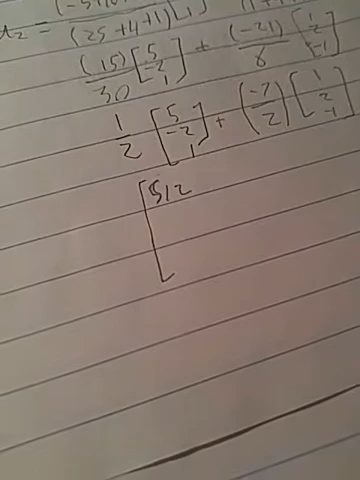 (25+4+1) [1]
(15)/30 [5 -2 1] + (-21)/6 [1 2 -1]
1/2 [5 -2 1] + (-7/2) [1 2 -1]
[5/2